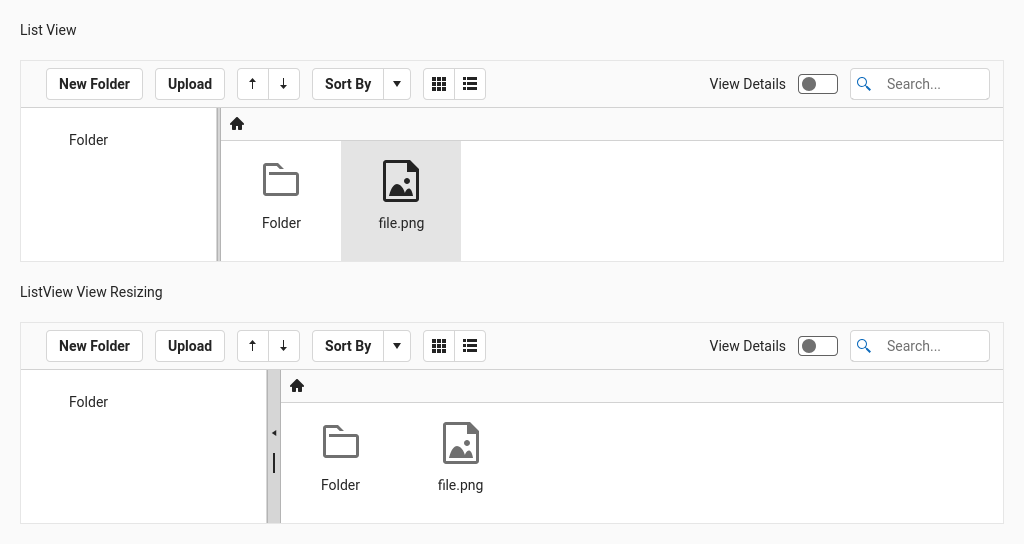 List View
New Folder Upload Sort By View Details Search...
Folder
Folder file.png
ListView View Resizing
New Folder Upload Sort By View Details Search...
Folder
Folder file.png